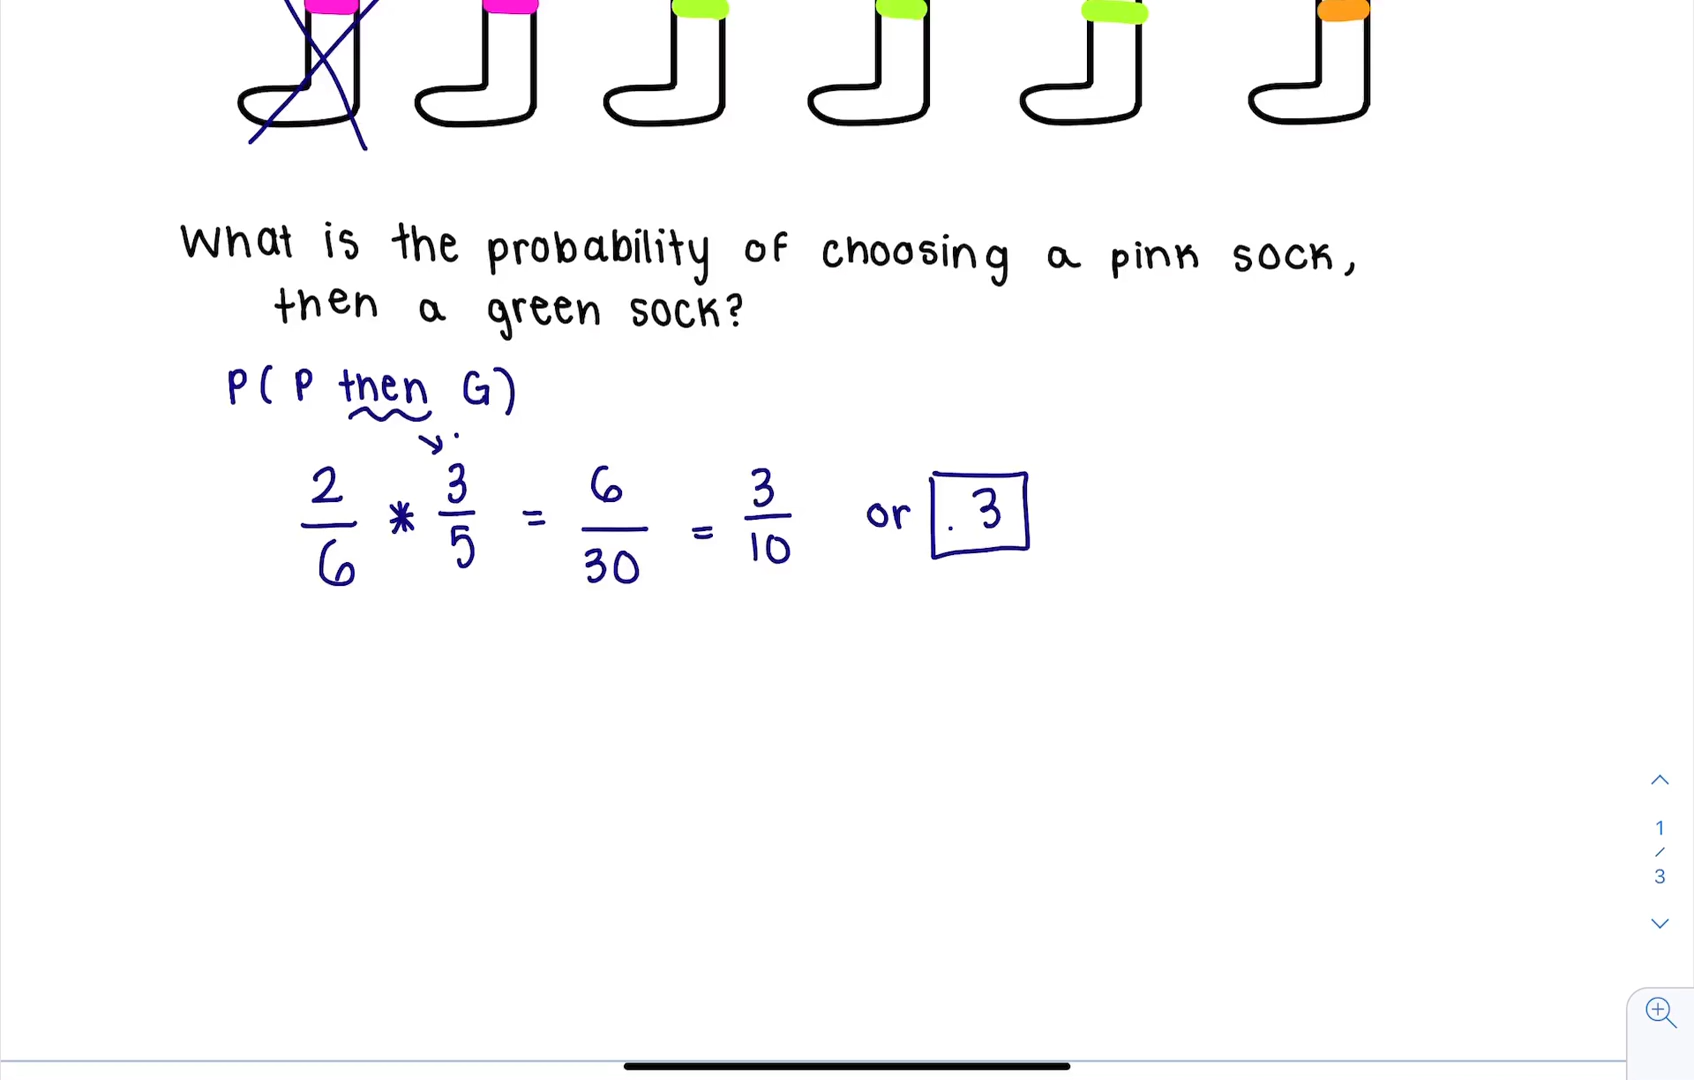 What is the probability of choosing a pink sock,
then a green sock?
P( P then G)
2/6 * 3/5 = 6/30 = 3/10 or .3
1
/
3